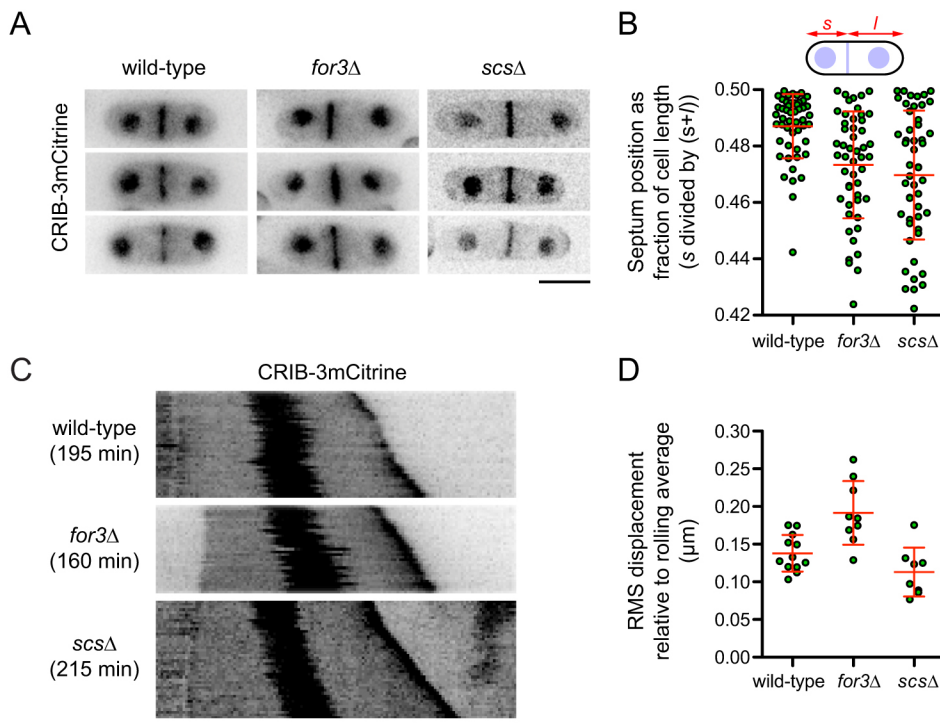 A
wild-type for3Δ scsΔ
CRIB-3mCitrine
B
s l
Septum position as
fraction of cell length
(s divided by (s+l))
0.50
0.48
0.46
0.44
0.42
wild-type for3Δ scsΔ
C
CRIB-3mCitrine
wild-type
(195 min)
for3Δ
(160 min)
scsΔ
(215 min)
D
RMS displacement
relative to rolling average
(µm)
0.30
0.25
0.20
0.15
0.10
0.05
0.00
wild-type for3Δ scsΔ